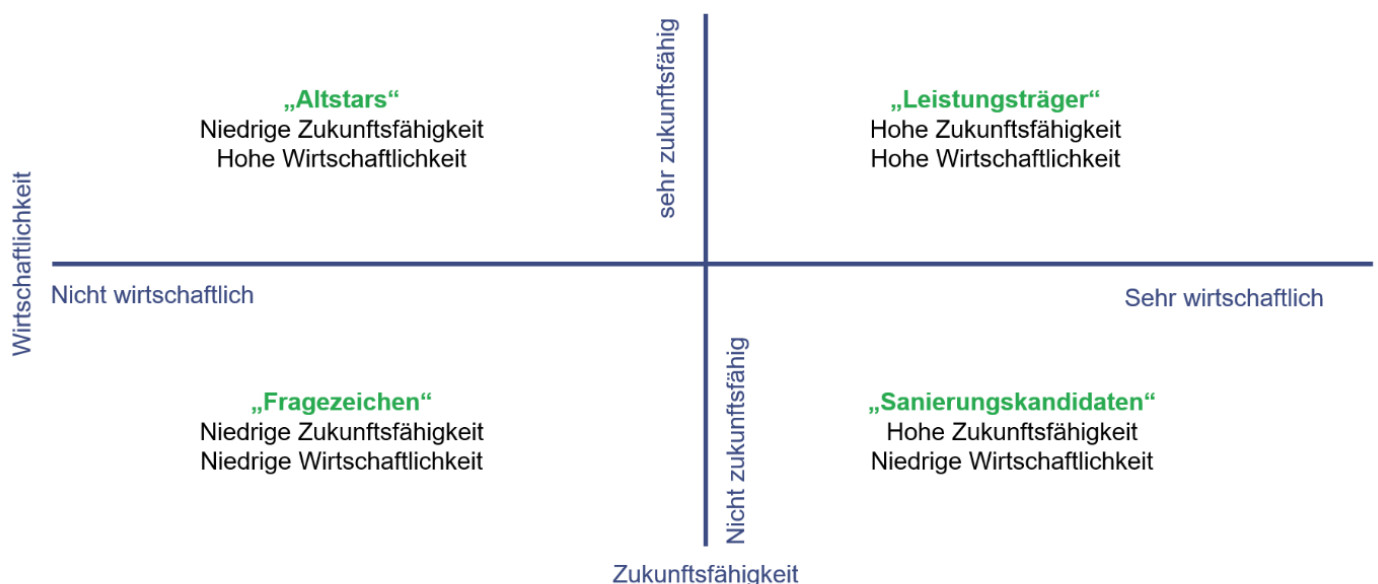 „Altstars“
Niedrige Zukunftsfähigkeit
Hohe Wirtschaftlichkeit
sehr zukunftsfähig
„Leistungsträger“
Hohe Zukunftsfähigkeit
Hohe Wirtschaftlichkeit
Wirtschaftlichkeit
Nicht wirtschaftlich
Sehr wirtschaftlich
„Fragezeichen“
Niedrige Zukunftsfähigkeit
Niedrige Wirtschaftlichkeit
Nicht zukunftsfähig
„Sanierungskandidaten“
Hohe Zukunftsfähigkeit
Niedrige Wirtschaftlichkeit
Zukunftsfähigkeit